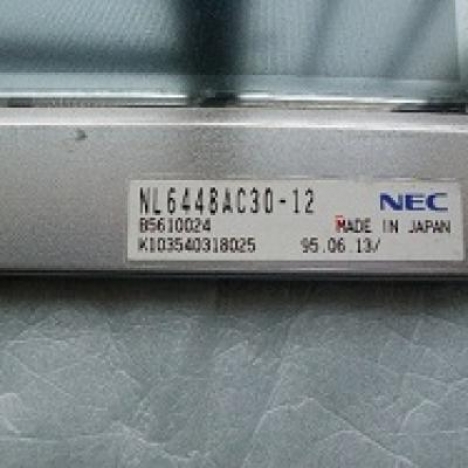 NL6448AC30-12 NEC
B5610024 MADE IN JAPAN
K103540318025 95.06.13/